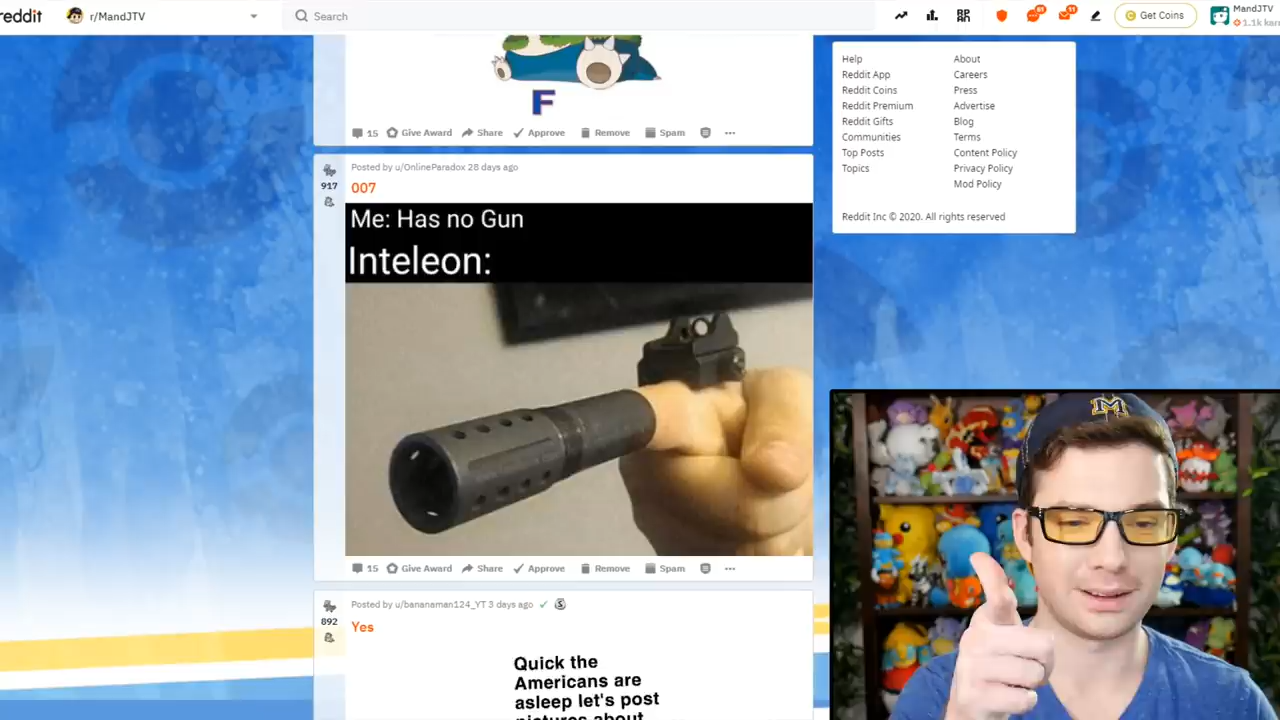 reddit
r/MandJTV
Search
61
11
Get Coins
MandJTV
F
15 Give Award Share Approve Remove Spam
Posted by u/OnlineParadox 28 days ago
917
007
Me: Has no Gun
Inteleon:
15 Give Award Share Approve Remove Spam
Posted by u/bananaman124_YT 3 days ago
892
Yes
Quick the
Americans are
asleep let's post
pictures about
Help About
Reddit App Careers
Reddit Coins Press
Reddit Premium Advertise
Reddit Gifts Blog
Communities Terms
Top Posts Content Policy
Topics Privacy Policy
Mod Policy
Reddit Inc © 2020. All rights reserved
M